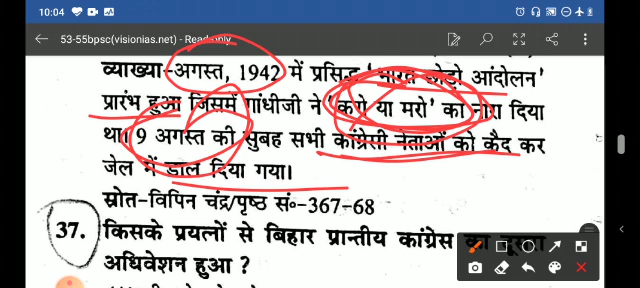 10:04
53-55bpsc(visionias.net) - Read only
व्याख्या-अगस्त, 1942 में प्रसिद्ध 'भारत छोड़ो आंदोलन'
प्रारंभ हुआ जिसमें गांधीजी ने 'करो या मरो' का नारा दिया
था। 9 अगस्त की सुबह सभी कांग्रेसी नेताओं को कैद कर
जेल में डाल दिया गया।
स्रोत-विपिन चंद्र/पृष्ठ सं०-367-68
37. किसके प्रयत्नों से बिहार प्रान्तीय कांग्रेस का दूसरा
अधिवेशन हुआ ?